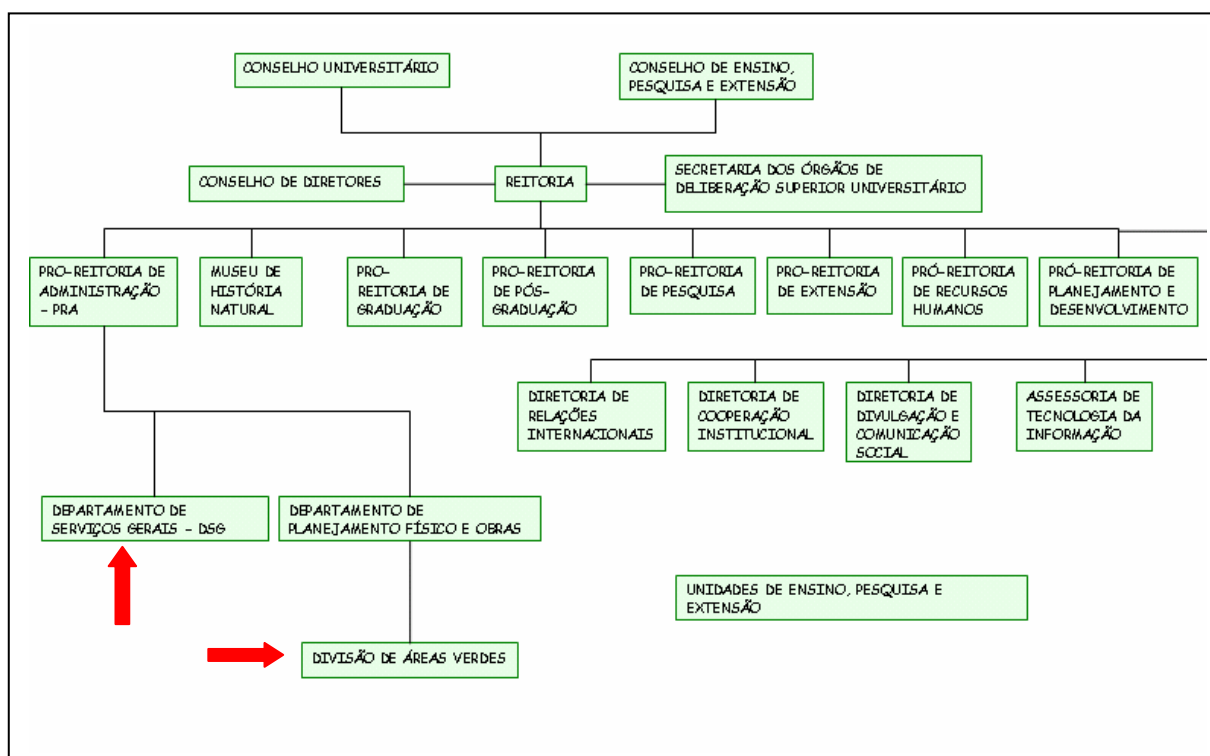 CONSELHO UNIVERSITÁRIO
CONSELHO DE ENSINO,
PESQUISA E EXTENSÃO
CONSELHO DE DIRETORES
REITORIA
SECRETARIA DOS ÓRGÃOS DE
DELIBERAÇÃO SUPERIOR UNIVERSITÁRIO
PRO-REITORIA DE
ADMINISTRAÇÃO
- PRA
MUSEU DE
HISTÓRIA
NATURAL
PRO-
REITORIA DE
GRADUAÇÃO
PRO-REITORIA
DE PÓS-
GRADUAÇÃO
PRO-REITORIA
DE PESQUISA
PRO-REITORIA
DE EXTENSÃO
PRÓ-REITORIA
DE RECURSOS
HUMANOS
PRÓ-REITORIA DE
PLANEJAMENTO E
DESENVOLVIMENTO
DIRETORIA DE
RELAÇÕES
INTERNACIONAIS
DIRETORIA DE
COOPERAÇÃO
INSTITUCIONAL
DIRETORIA DE
DIVULGAÇÃO E
COMUNICAÇÃO
SOCIAL
ASSESSORIA DE
TECNOLOGIA DA
INFORMAÇÃO
DEPARTAMENTO DE
SERVIÇOS GERAIS - DSG
DEPARTAMENTO DE
PLANEJAMENTO FÍSICO E OBRAS
UNIDADES DE ENSINO, PESQUISA E
EXTENSÃO
DIVISÃO DE ÁREAS VERDES